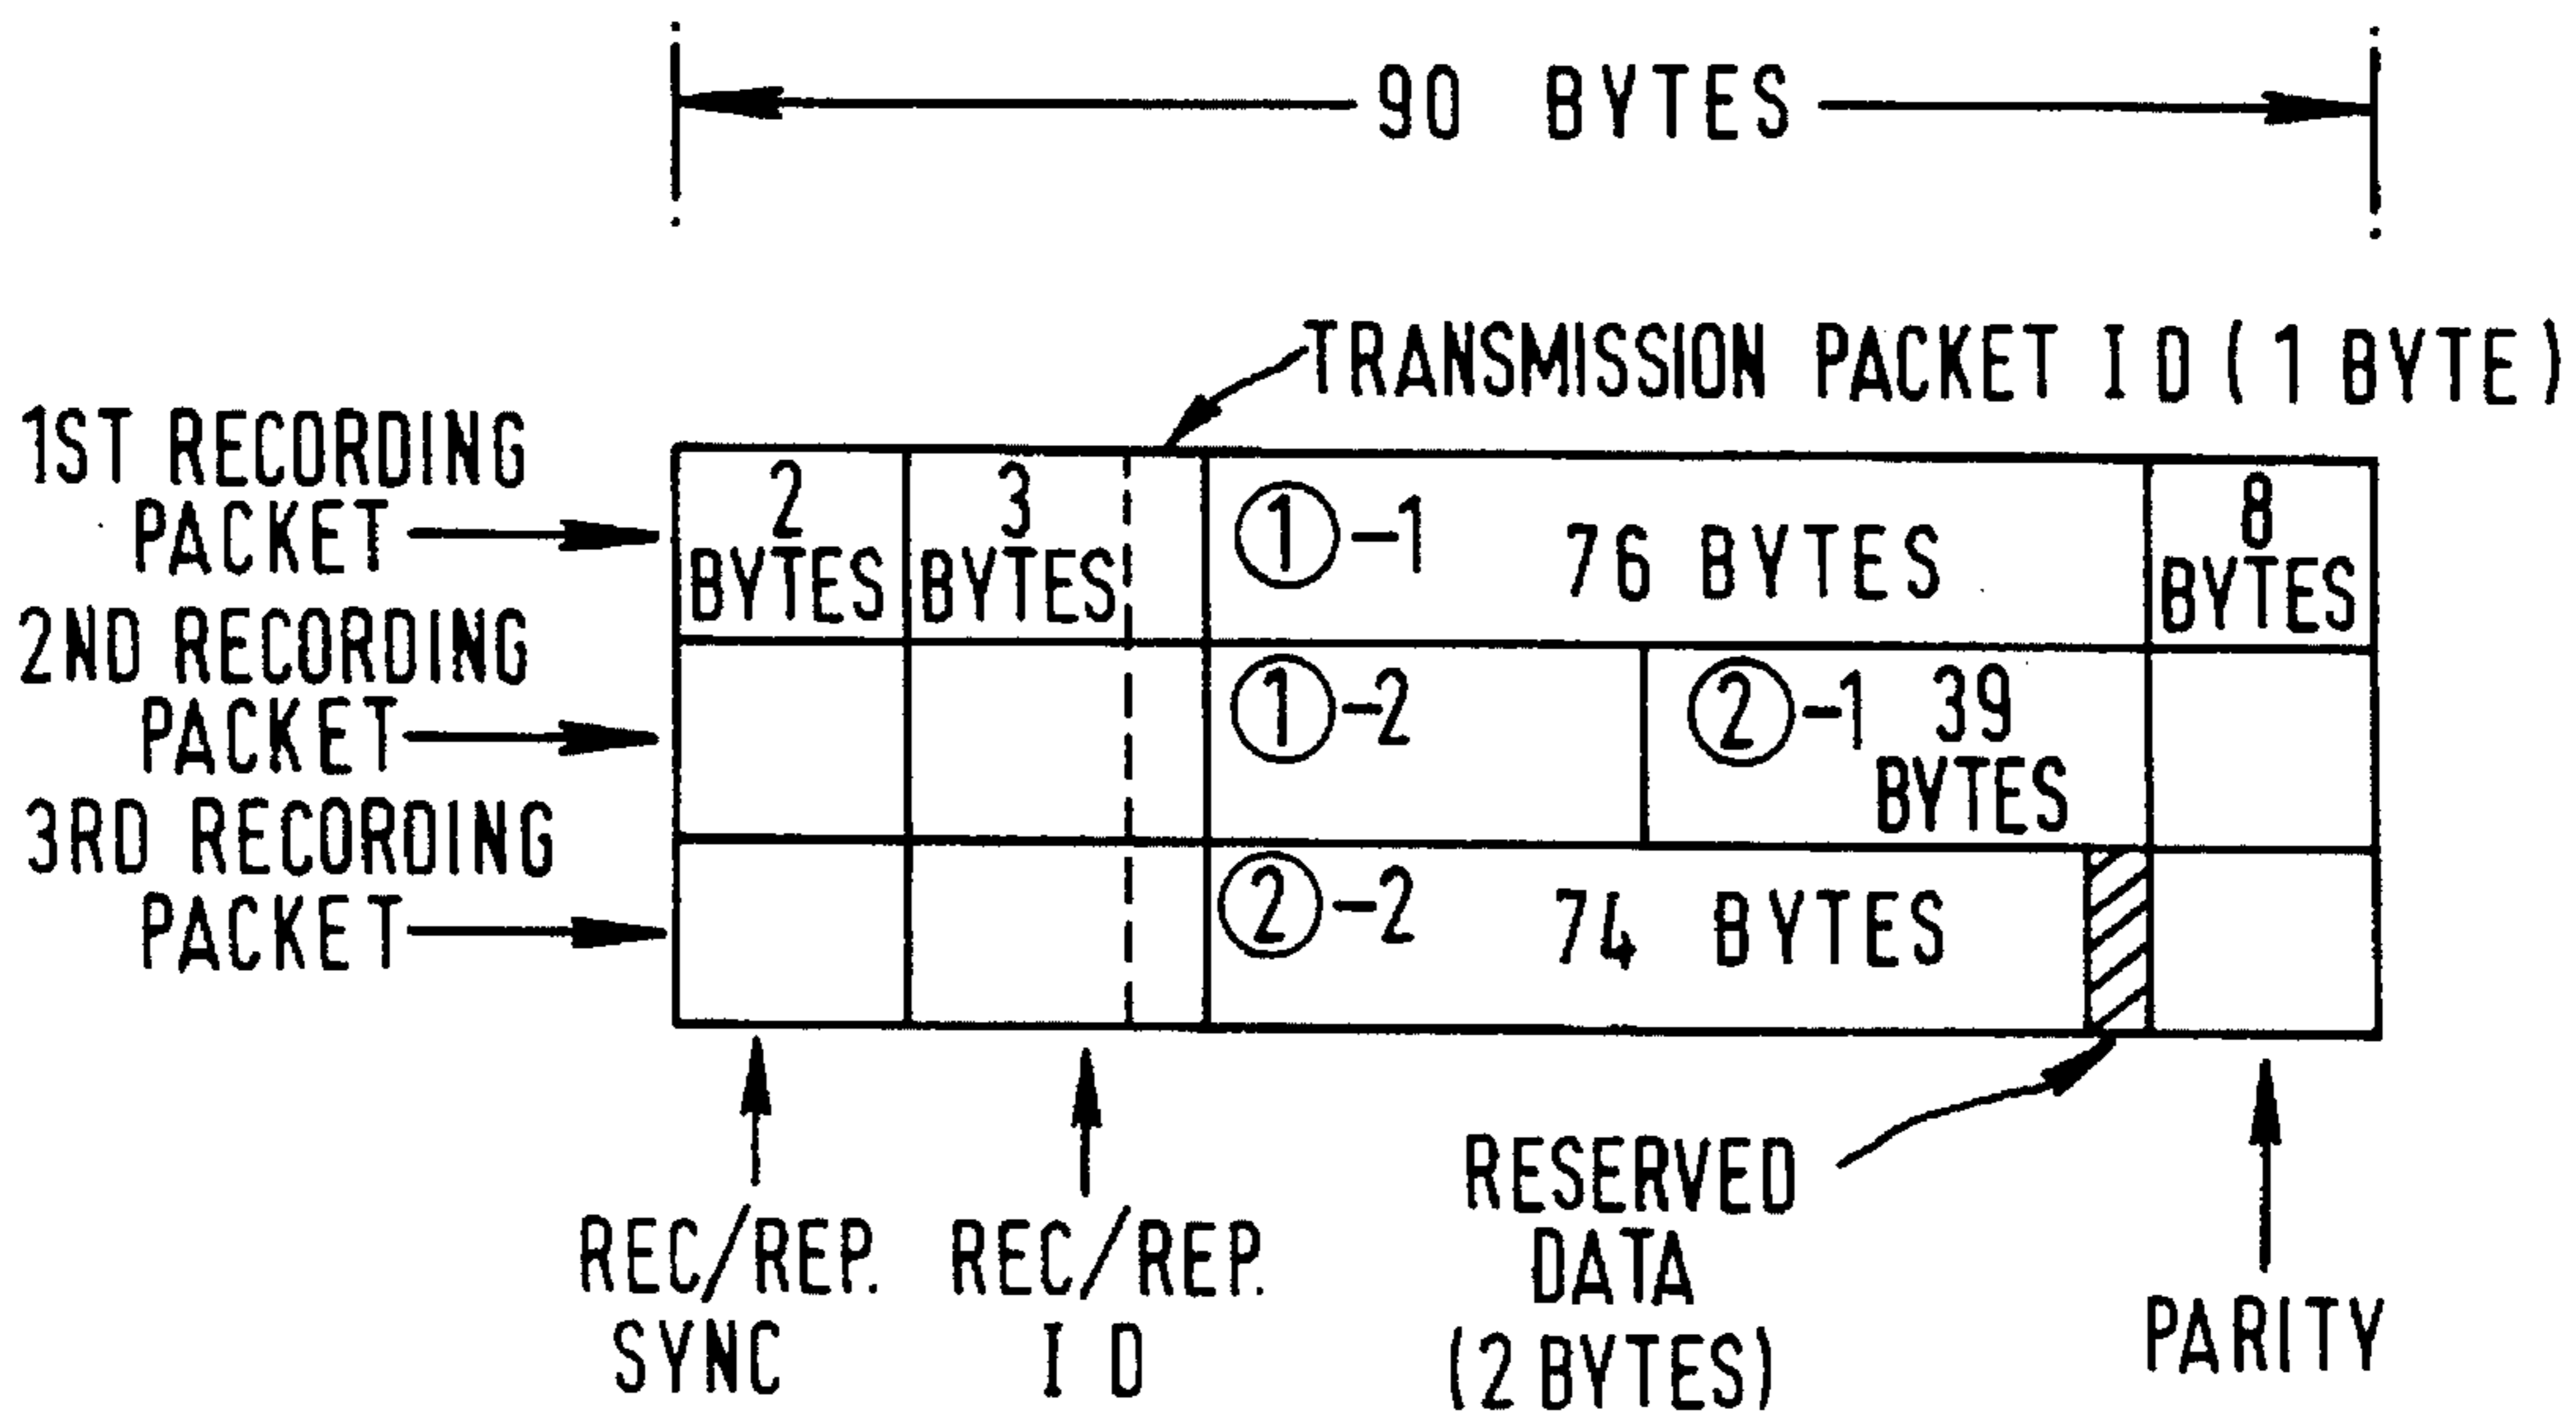 90 BYTES
TRANSMISSION PACKET ID (1 BYTE)
1ST RECORDING
PACKET
2
BYTES
3
BYTES
①-1
76 BYTES
8
BYTES
2ND RECORDING
PACKET
①-2
②-1 39
BYTES
3RD RECORDING
PACKET
②-2
74 BYTES
REC/REP.
SYNC
REC/REP.
ID
RESERVED
DATA
(2 BYTES)
PARITY